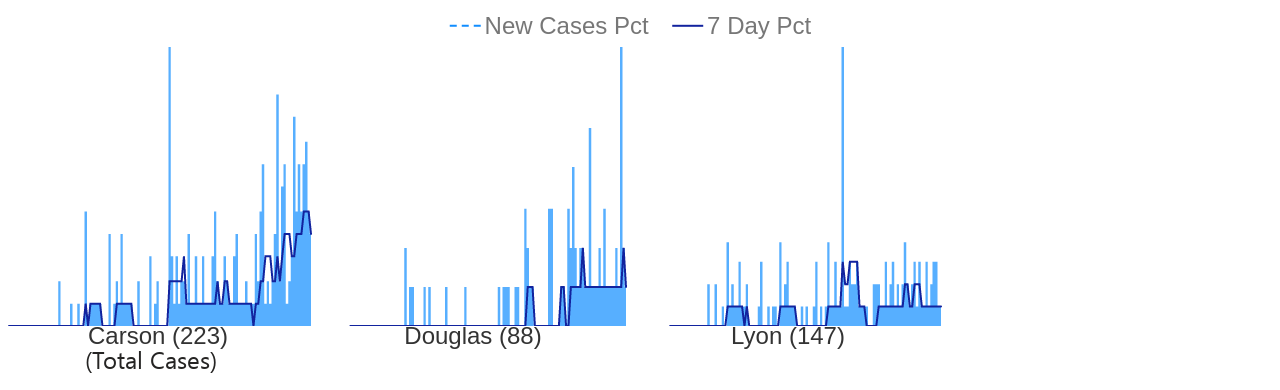 New Cases Pct 7 Day Pct
Carson (223) Douglas (88) Lyon (147)
(Total Cases)